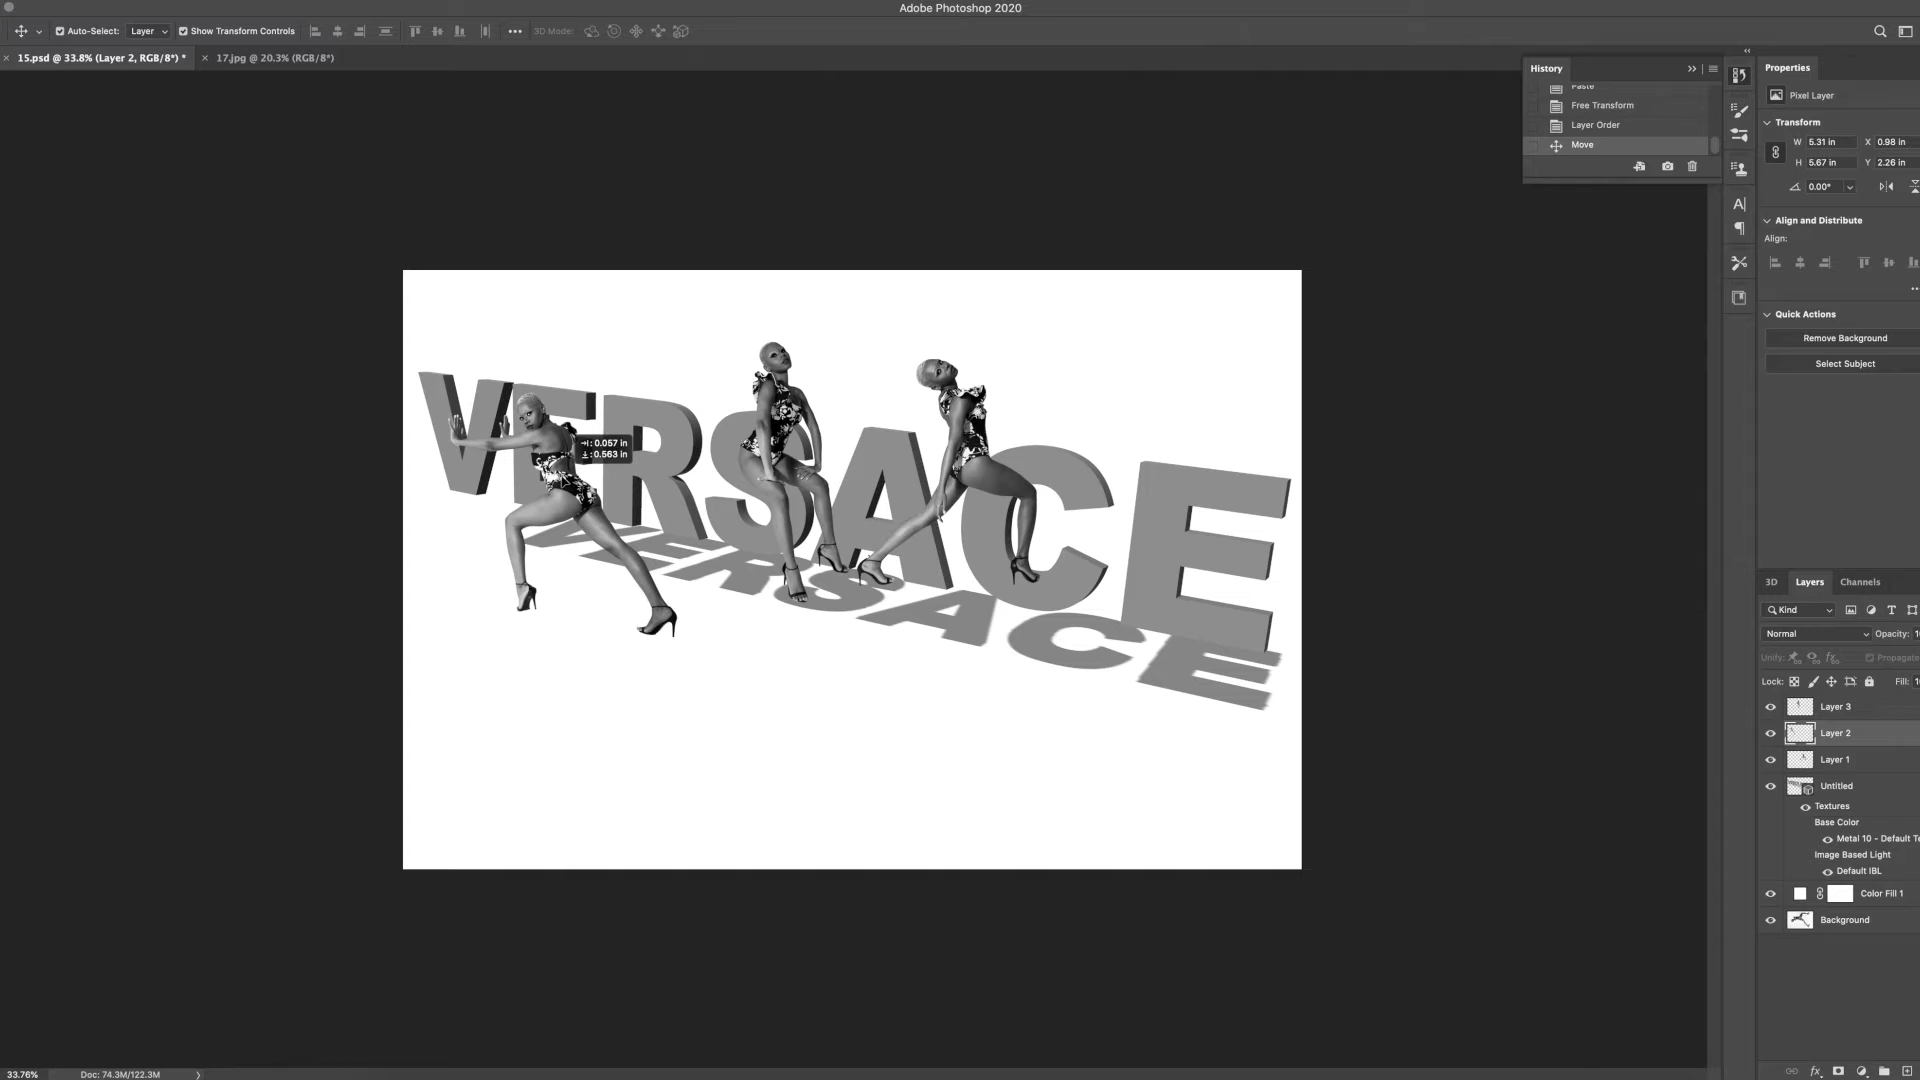 Adobe Photoshop 2020
Auto-Select: Layer Show Transform Controls 3D Mode:
15.psd @ 33.8% (Layer 2, RGB/8*) * 17.jpg @ 20.3% (RGB/8*)
History
Paste
Free Transform
Layer Order
Move
Properties
Pixel Layer
Transform
W 5.31 in X 0.98 in
H 5.67 in Y 2.26 in
0.00°
Align and Distribute
Align:
Quick Actions
Remove Background
Select Subject
VERSACE
VERSACE
: 0.057 in
: 0.563 in
3D Layers Channels
Kind
Normal Opacity:
Unify: Propagate
Lock: Fill:
Layer 3
Layer 2
Layer 1
Untitled
Textures
Base Color
Metal 10 - Default Te
Image Based Light
Default IBL
Color Fill 1
Background
33.76% Doc: 74.3M/122.3M